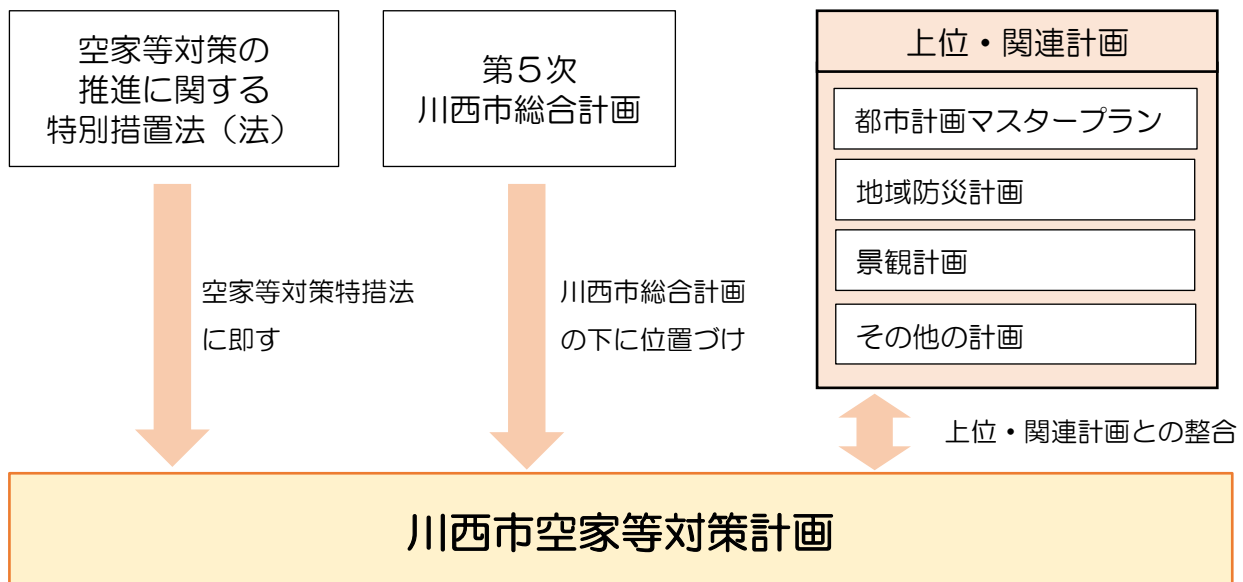 空家等対策の
推進に関する
特別措置法（法）
第５次
川西市総合計画
上位・関連計画
都市計画マスタープラン
地域防災計画
景観計画
その他の計画
空家等対策特措法
に即す
川西市総合計画
の下に位置づけ
上位・関連計画との整合
川西市空家等対策計画